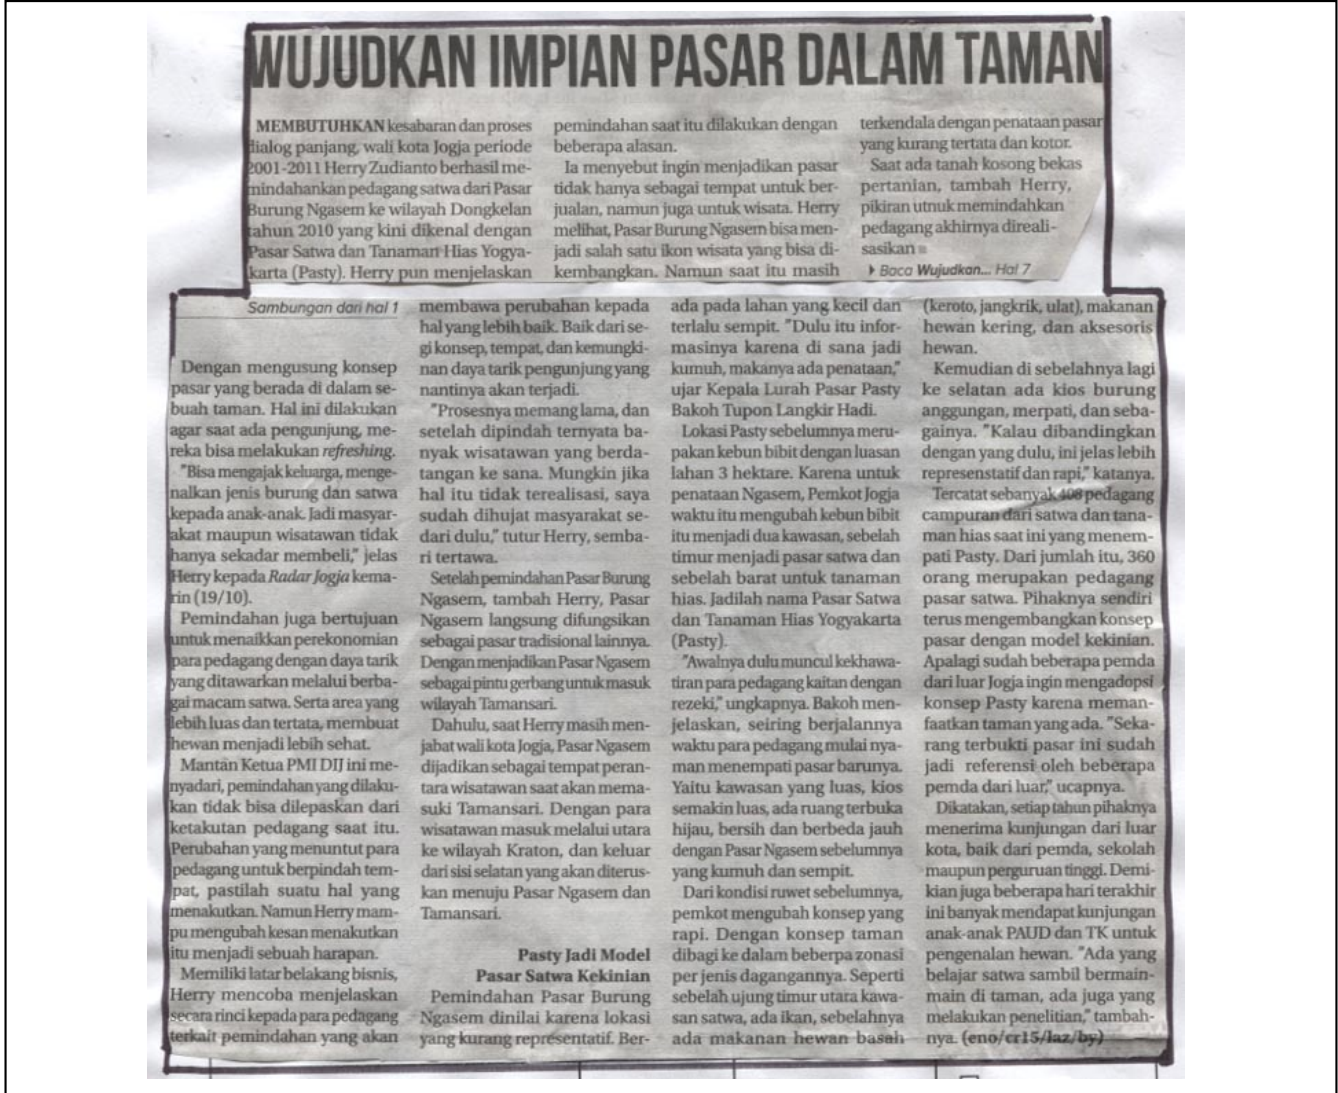 WUJUDKAN IMPIAN PASAR DALAM TAMAN
MEMBUTUHKAN kesabaran dan proses
dialog panjang, wali kota Jogja periode
2001-2011 Herry Zudianto berhasil me-
mindahankan pedagang satwa dari Pasar
Burung Ngasem ke wilayah Dongkelan
tahun 2010 yang kini dikenal dengan
Pasar Satwa dan Tanaman Hias Yogya-
karta (Pasty). Herry pun menjelaskan
pemindahan saat itu dilakukan dengan
beberapa alasan.
Ia menyebut ingin menjadikan pasar
tidak hanya sebagai tempat untuk ber-
jualan, namun juga untuk wisata. Herry
melihat, Pasar Burung Ngasem bisa men-
jadi salah satu ikon wisata yang bisa di-
kembangkan. Namun saat itu masih
terkendala dengan penataan pasar
yang kurang tertata dan kotor.
Saat ada tanah kosong bekas
pertanian, tambah Herry,
pikiran utnuk memindahkan
pedagang akhirnya direali-
sasikan
Baca Wujudkan... Hal 7
Sambungan dari hal 1
Dengan mengusung konsep
pasar yang berada di dalam se-
buah taman. Hal ini dilakukan
agar saat ada pengunjung, me-
reka bisa melakukan refreshing.
"Bisa mengajak keluarga, menge-
nalkan jenis burung dan satwa
kepada anak-anak. Jadi masyar-
akat maupun wisatawan tidak
hanya sekadar membeli," jelas
Herry kepada Radar Jogja kema-
rin (19/10).
Pemindahan juga bertujuan
untuk menaikkan perekonomian
para pedagang dengan daya tarik
yang ditawarkan melalui berba-
gai macam satwa. Serta area yang
lebih luas dan tertata, membuat
hewan menjadi lebih sehat.
Mantan Ketua PMI DIJ ini me-
nyadari, pemindahan yang dilaku-
kan tidak bisa dilepaskan dari
ketakutan pedagang saat itu.
Perubahan yang menuntut para
pedagang untuk berpindah tem-
pat, pastilah suatu hal yang
menakutkan. Namun Herry mam-
pu mengubah kesan menakutkan
itu menjadi sebuah harapan.
Memiliki latar belakang bisnis,
Herry mencoba menjelaskan
secara rinci kepada para pedagang
terkait pemindahan yang akan
membawa perubahan kepada
hal yang lebih baik. Baik dari se-
gi konsep, tempat, dan kemungki-
nan daya tarik pengunjung yang
nantinya akan terjadi.
"Prosesnya memang lama, dan
setelah dipindah ternyata ba-
nyak wisatawan yang berda-
tangan ke sana. Mungkin jika
hal itu tidak terealisasi, saya
sudah dihujat masyarakat se-
dari dulu," tutur Herry, semba-
ri tertawa.
Setelah pemindahan Pasar Burung
Ngasem, tambah Herry, Pasar
Ngasem langsung difungsikan
sebagai pasar tradisional lainnya.
Dengan menjadikan Pasar Ngasem
sebagai pintu gerbang untuk masuk
wilayah Tamansari.
Dahulu, saat Herry masih men-
jabat wali kota Jogja, Pasar Ngasem
dijadikan sebagai tempat peran-
tara wisatawan saat akan mema-
suki Tamansari. Dengan para
wisatawan masuk melalui utara
ke wilayah Kraton, dan keluar
dari sisi selatan yang akan diterus-
kan menuju Pasar Ngasem dan
Tamansari.
Pasty Jadi Model
Pasar Satwa Kekinian
Pemindahan Pasar Burung
Ngasem dinilai karena lokasi
yang kurang representatif. Ber-
ada pada lahan yang kecil dan
terlalu sempit. "Dulu itu infor-
masinya karena di sana jadi
kumuh, makanya ada penataan,"
ujar Kepala Lurah Pasar Pasty
Bakoh Tupon Langkir Hadi.
Lokasi Pasty sebelumnya meru-
pakan kebun bibit dengan luasan
lahan 3 hektare. Karena untuk
penataan Ngasem, Pemkot Jogja
waktu itu mengubah kebun bibit
itu menjadi dua kawasan, sebelah
timur menjadi pasar satwa dan
sebelah barat untuk tanaman
hias. Jadilah nama Pasar Satwa
dan Tanaman Hias Yogyakarta
(Pasty).
"Awalnya dulu muncul kekhawa-
tiran para pedagang kaitan dengan
rezeki," ungkapnya. Bakoh men-
jelaskan, seiring berjalannya
waktu para pedagang mulai nya-
man menempati pasar barunya.
Yaitu kawasan yang luas, kios
semakin luas, ada ruang terbuka
hijau, bersih dan berbeda jauh
dengan Pasar Ngasem sebelumnya
yang kumuh dan sempit.
Dari kondisi ruwet sebelumnya,
pemkot mengubah konsep yang
rapi. Dengan konsep taman
dibagi ke dalam beberpa zonasi
per jenis dagangannya. Seperti
sebelah ujung timur utara kawa-
san satwa, ada ikan, sebelahnya
ada makanan hewan basah
(keroto, jangkrik, ulat), makanan
hewan kering, dan aksesoris
hewan.
Kemudian di sebelahnya lagi
ke selatan ada kios burung
anggungan, merpati, dan seba-
gainya. "Kalau dibandingkan
dengan yang dulu, ini jelas lebih
represenstatif dan rapi," katanya.
Tercatat sebanyak 408 pedagang
campuran dari satwa dan tana-
man hias saat ini yang menem-
pati Pasty. Dari jumlah itu, 360
orang merupakan pedagang
pasar satwa. Pihaknya sendiri
terus mengembangkan konsep
pasar dengan model kekinian.
Apalagi sudah beberapa pemda
dari luar Jogja ingin mengadopsi
konsep Pasty karena meman-
faatkan taman yang ada. "Seka-
rang terbukti pasar ini sudah
jadi referensi oleh beberapa
pemda dari luar," ucapnya.
Dikatakan, setiap tahun pihaknya
menerima kunjungan dari luar
kota, baik dari pemda, sekolah
maupun perguruan tinggi. Demi-
kian juga beberapa hari terakhir
ini banyak mendapat kunjungan
anak-anak PAUD dan TK untuk
pengenalan hewan. "Ada yang
belajar satwa sambil bermain-
main di taman, ada juga yang
melakukan penelitian," tambah-
nya. (eno/cr15/laz/by)